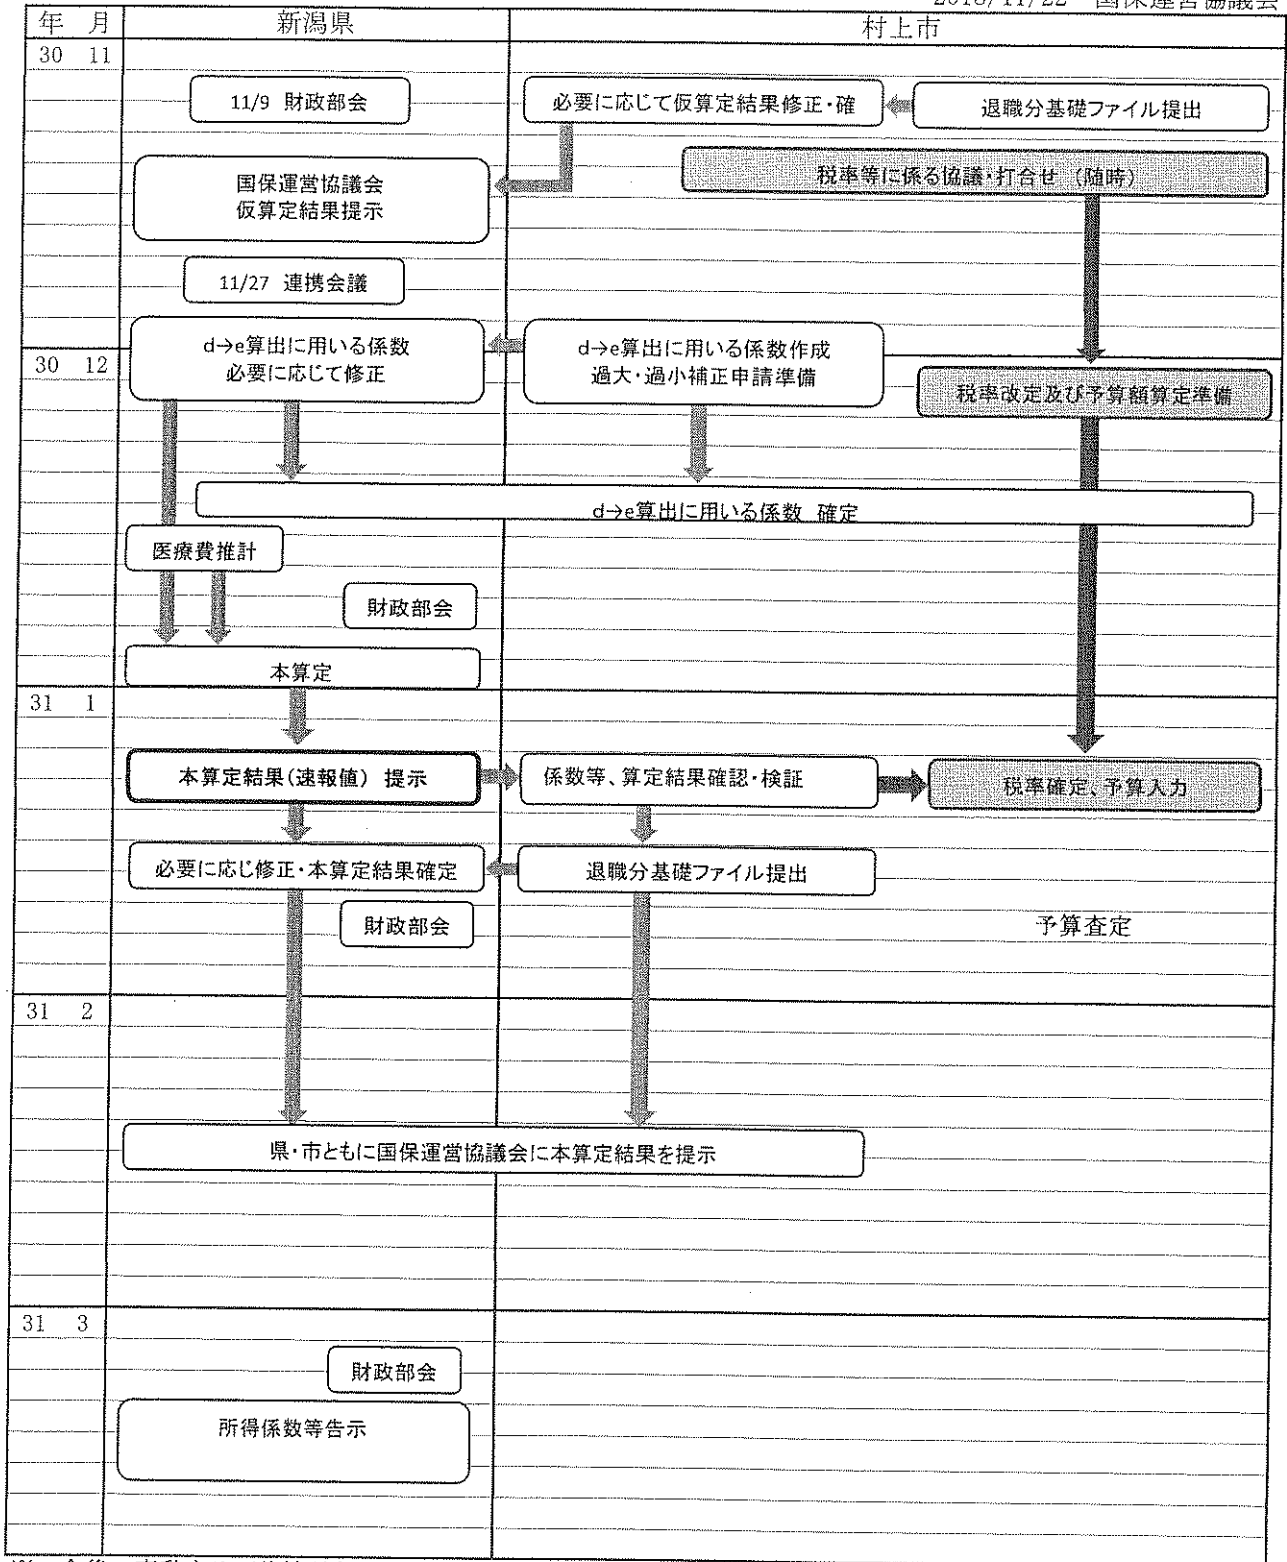 国保運営協議会
年 月 新潟県 村上市
30 11
11/9 財政部会
必要に応じて仮算定結果修正・確
退職分基礎ファイル提出
国保運営協議会
仮算定結果提示
税率等に係る協議・打合せ (随時)
11/27 連携会議
d→e算出に用いる係数
必要に応じて修正
d→e算出に用いる係数作成
過大・過小補正申請準備
30 12
税率改定及び予算額算定準備
d→e算出に用いる係数 確定
医療費推計
財政部会
本算定
31 1
本算定結果(速報値) 提示
係数等、算定結果確認・検証
税率確定、予算入力
必要に応じ修正・本算定結果確定
退職分基礎ファイル提出
財政部会
予算査定
31 2
県・市ともに国保運営協議会に本算定結果を提示
31 3
財政部会
所得係数等告示